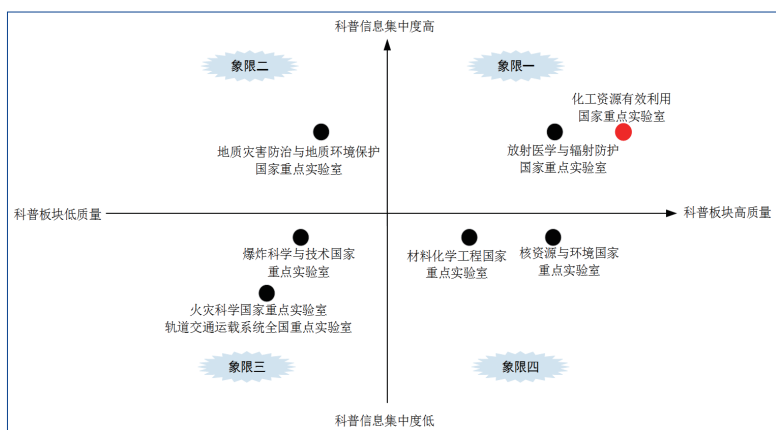 科普信息集中度高
象限二
象限一
化工资源有效利用
国家重点实验室
地质灾害防治与地质环境保护
国家重点实验室
放射医学与辐射防护
国家重点实验室
科普板块低质量
科普板块高质量
爆炸科学与技术国家
重点实验室
材料化学工程国家
重点实验室
核资源与环境国家
重点实验室
火灾科学国家重点实验室
轨道交通运载系统全国重点实验室
象限三
象限四
科普信息集中度低